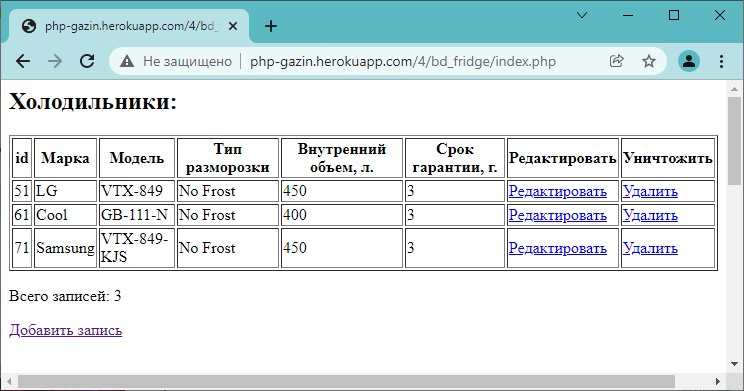 php-gazin.herokuapp.com/4/bd_
Не защищено php-gazin.herokuapp.com/4/bd_fridge/index.php
Холодильники:
id Марка Модель Тип разморозки Внутренний объем, л. Срок гарантии, г. Редактировать Уничтожить
51 LG VTX-849 No Frost 450 3 Редактировать Удалить
61 Cool GB-111-N No Frost 400 3 Редактировать Удалить
71 Samsung VTX-849-KJS No Frost 450 3 Редактировать Удалить
Всего записей: 3
Добавить запись